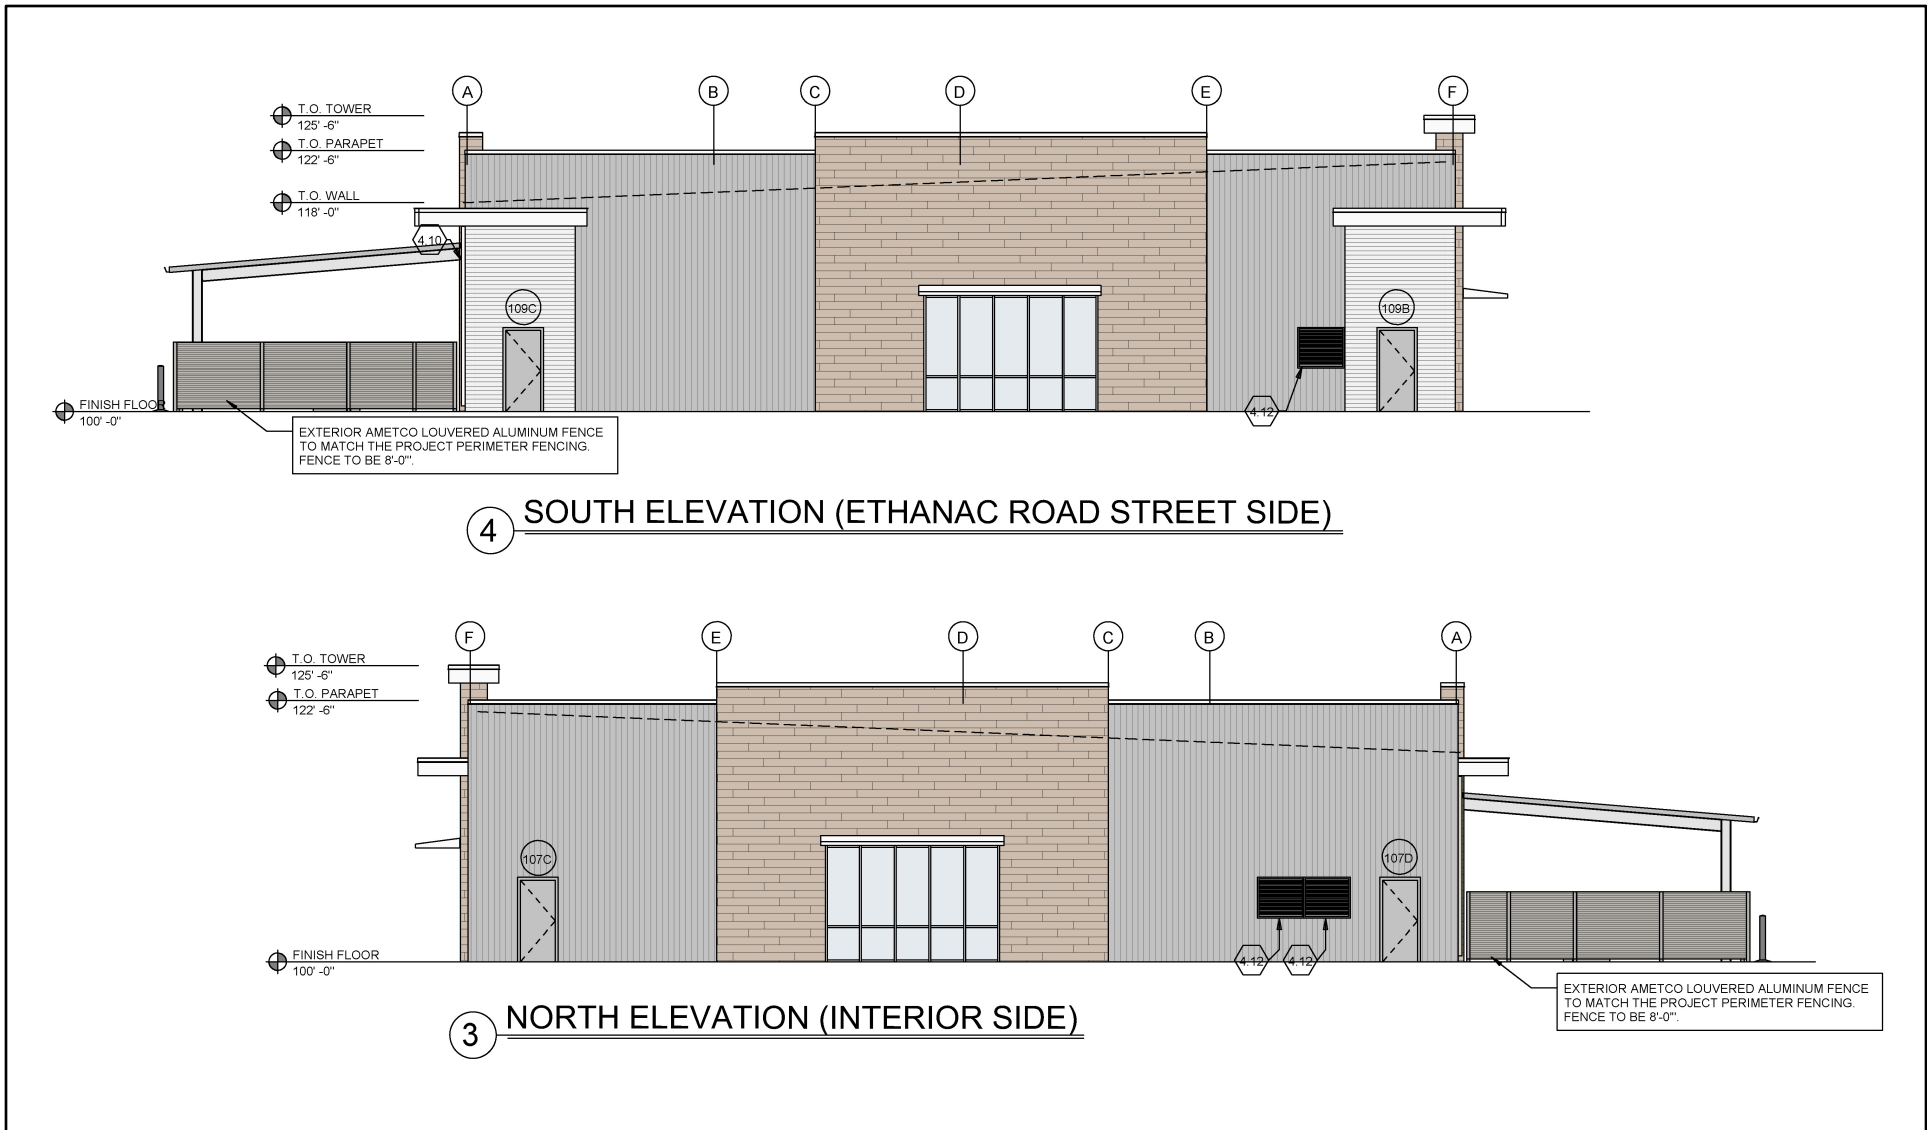 A
B
C
D
E
F
T.O. TOWER
125' -6"
T.O. PARAPET
122' -6"
T.O. WALL
118' -0"
4.10
109C
109B
4.12
FINISH FLOOR
100' -0"
EXTERIOR AMETCO LOUVERED ALUMINUM FENCE
TO MATCH THE PROJECT PERIMETER FENCING.
FENCE TO BE 8'-0"'.
4
SOUTH ELEVATION (ETHANAC ROAD STREET SIDE)
F
E
D
C
B
A
T.O. TOWER
125' -6"
T.O. PARAPET
122' -6"
107C
107D
4.12
4.12
FINISH FLOOR
100' -0"
EXTERIOR AMETCO LOUVERED ALUMINUM FENCE
TO MATCH THE PROJECT PERIMETER FENCING.
FENCE TO BE 8'-0"'.
3
NORTH ELEVATION (INTERIOR SIDE)